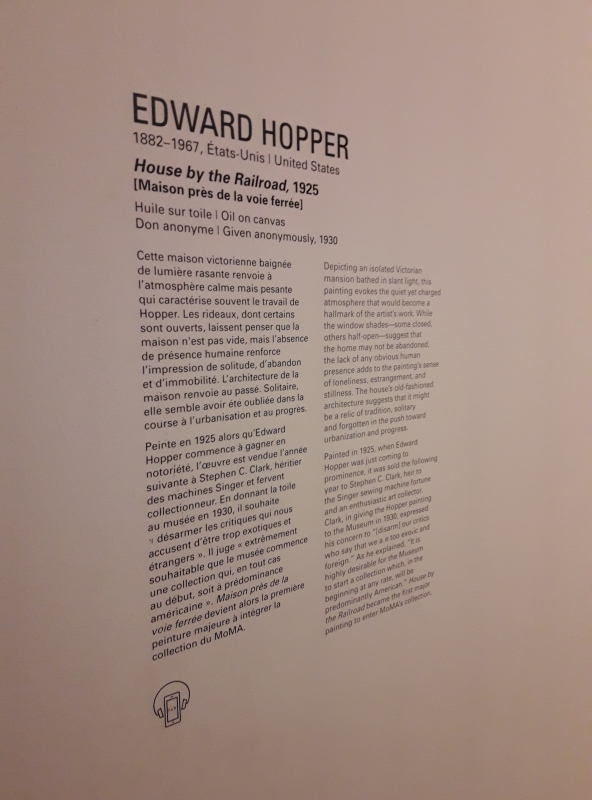 EDWARD HOPPER
1882–1967, États-Unis | United States
House by the Railroad, 1925
[Maison près de la voie ferrée]
Huile sur toile | Oil on canvas
Don anonyme | Given anonymously, 1930
Cette maison victorienne baignée
de lumière rasante renvoie à
l'atmosphère calme mais pesante
qui caractérise souvent le travail de
Hopper. Les rideaux, dont certains
sont ouverts, laissent penser que la
maison n'est pas vide, mais l'absence
de présence humaine renforce
l'impression de solitude, d'abandon
et d'immobilité. L'architecture de la
maison renvoie au passé. Solitaire,
elle semble avoir été oubliée dans la
course à l'urbanisation et au progrès.
Peinte en 1925 alors qu'Edward
Hopper commence à gagner en
notoriété, l'œuvre est vendue l'année
suivante à Stephen C. Clark, héritier
des machines Singer et fervent
collectionneur. En donnant la toile
au musée en 1930, il souhaite
« désarmer les critiques qui nous
accusent d'être trop exotiques et
étrangers ». Il juge « extrêmement
souhaitable que le musée commence
une collection qui, en tout cas
au début, soit à prédominance
américaine ». Maison près de la
voie ferrée devient alors la première
peinture majeure à intégrer la
collection du MoMA.
Depicting an isolated Victorian
mansion bathed in slant light, this
painting evokes the quiet yet charged
atmosphere that would become a
hallmark of the artist's work. While
the window shades—some closed,
others half-open—suggest that
the home may not be abandoned,
the lack of any obvious human
presence adds to the painting's sense
of loneliness, estrangement, and
stillness. The house's old-fashioned
architecture suggests that it might
be a relic of tradition, solitary
and forgotten in the push toward
urbanization and progress.
Painted in 1925, when Edward
Hopper was just coming to
prominence, it was sold the following
year to Stephen C. Clark, heir to
the Singer sewing machine fortune
and an enthusiastic art collector.
Clark, in giving the Hopper painting
to the Museum in 1930, expressed
his concern to "[disarm] our critics
who say that we a e too exotic and
foreign." As he explained, "It is
highly desirable for the Museum
to start a collection which, in the
beginning at any rate, will be
predominantly American." House by
the Railroad became the first major
painting to enter MoMA's collection.